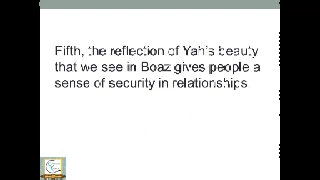 Fifth, the reflection of Yah's beauty
that we see in Boaz gives people a
sense of security in relationships